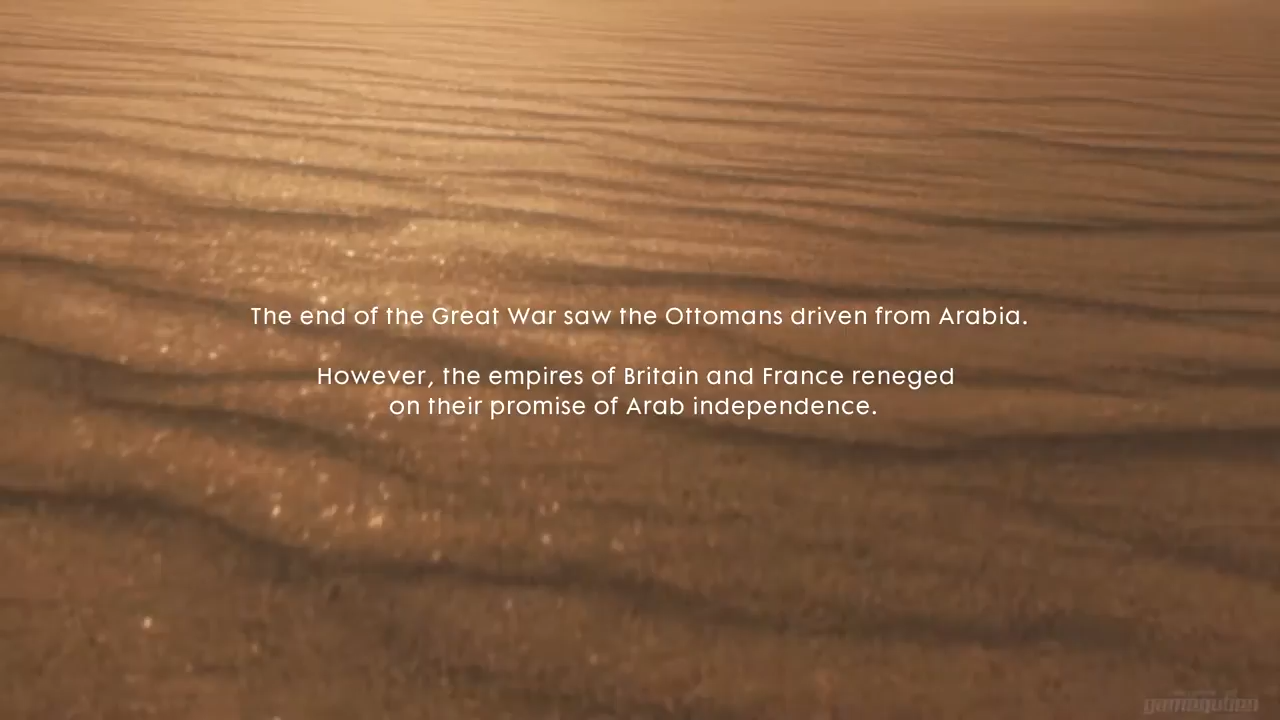 The end of the Great War saw the Ottomans driven from Arabia.
However, the empires of Britain and France reneged
on their promise of Arab independence.